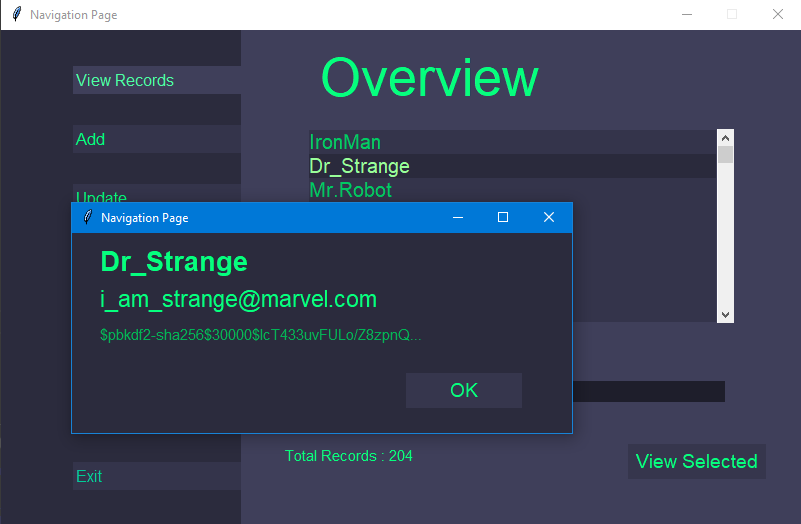 Navigation Page
View Records
Add
Update
Exit
Overview
IronMan
Dr_Strange
Mr.Robot
Navigation Page
Dr_Strange
i_am_strange@marvel.com
$pbkdf2-sha256$30000$lcT433uvFULo/Z8zpnQ...
OK
Total Records : 204
View Selected